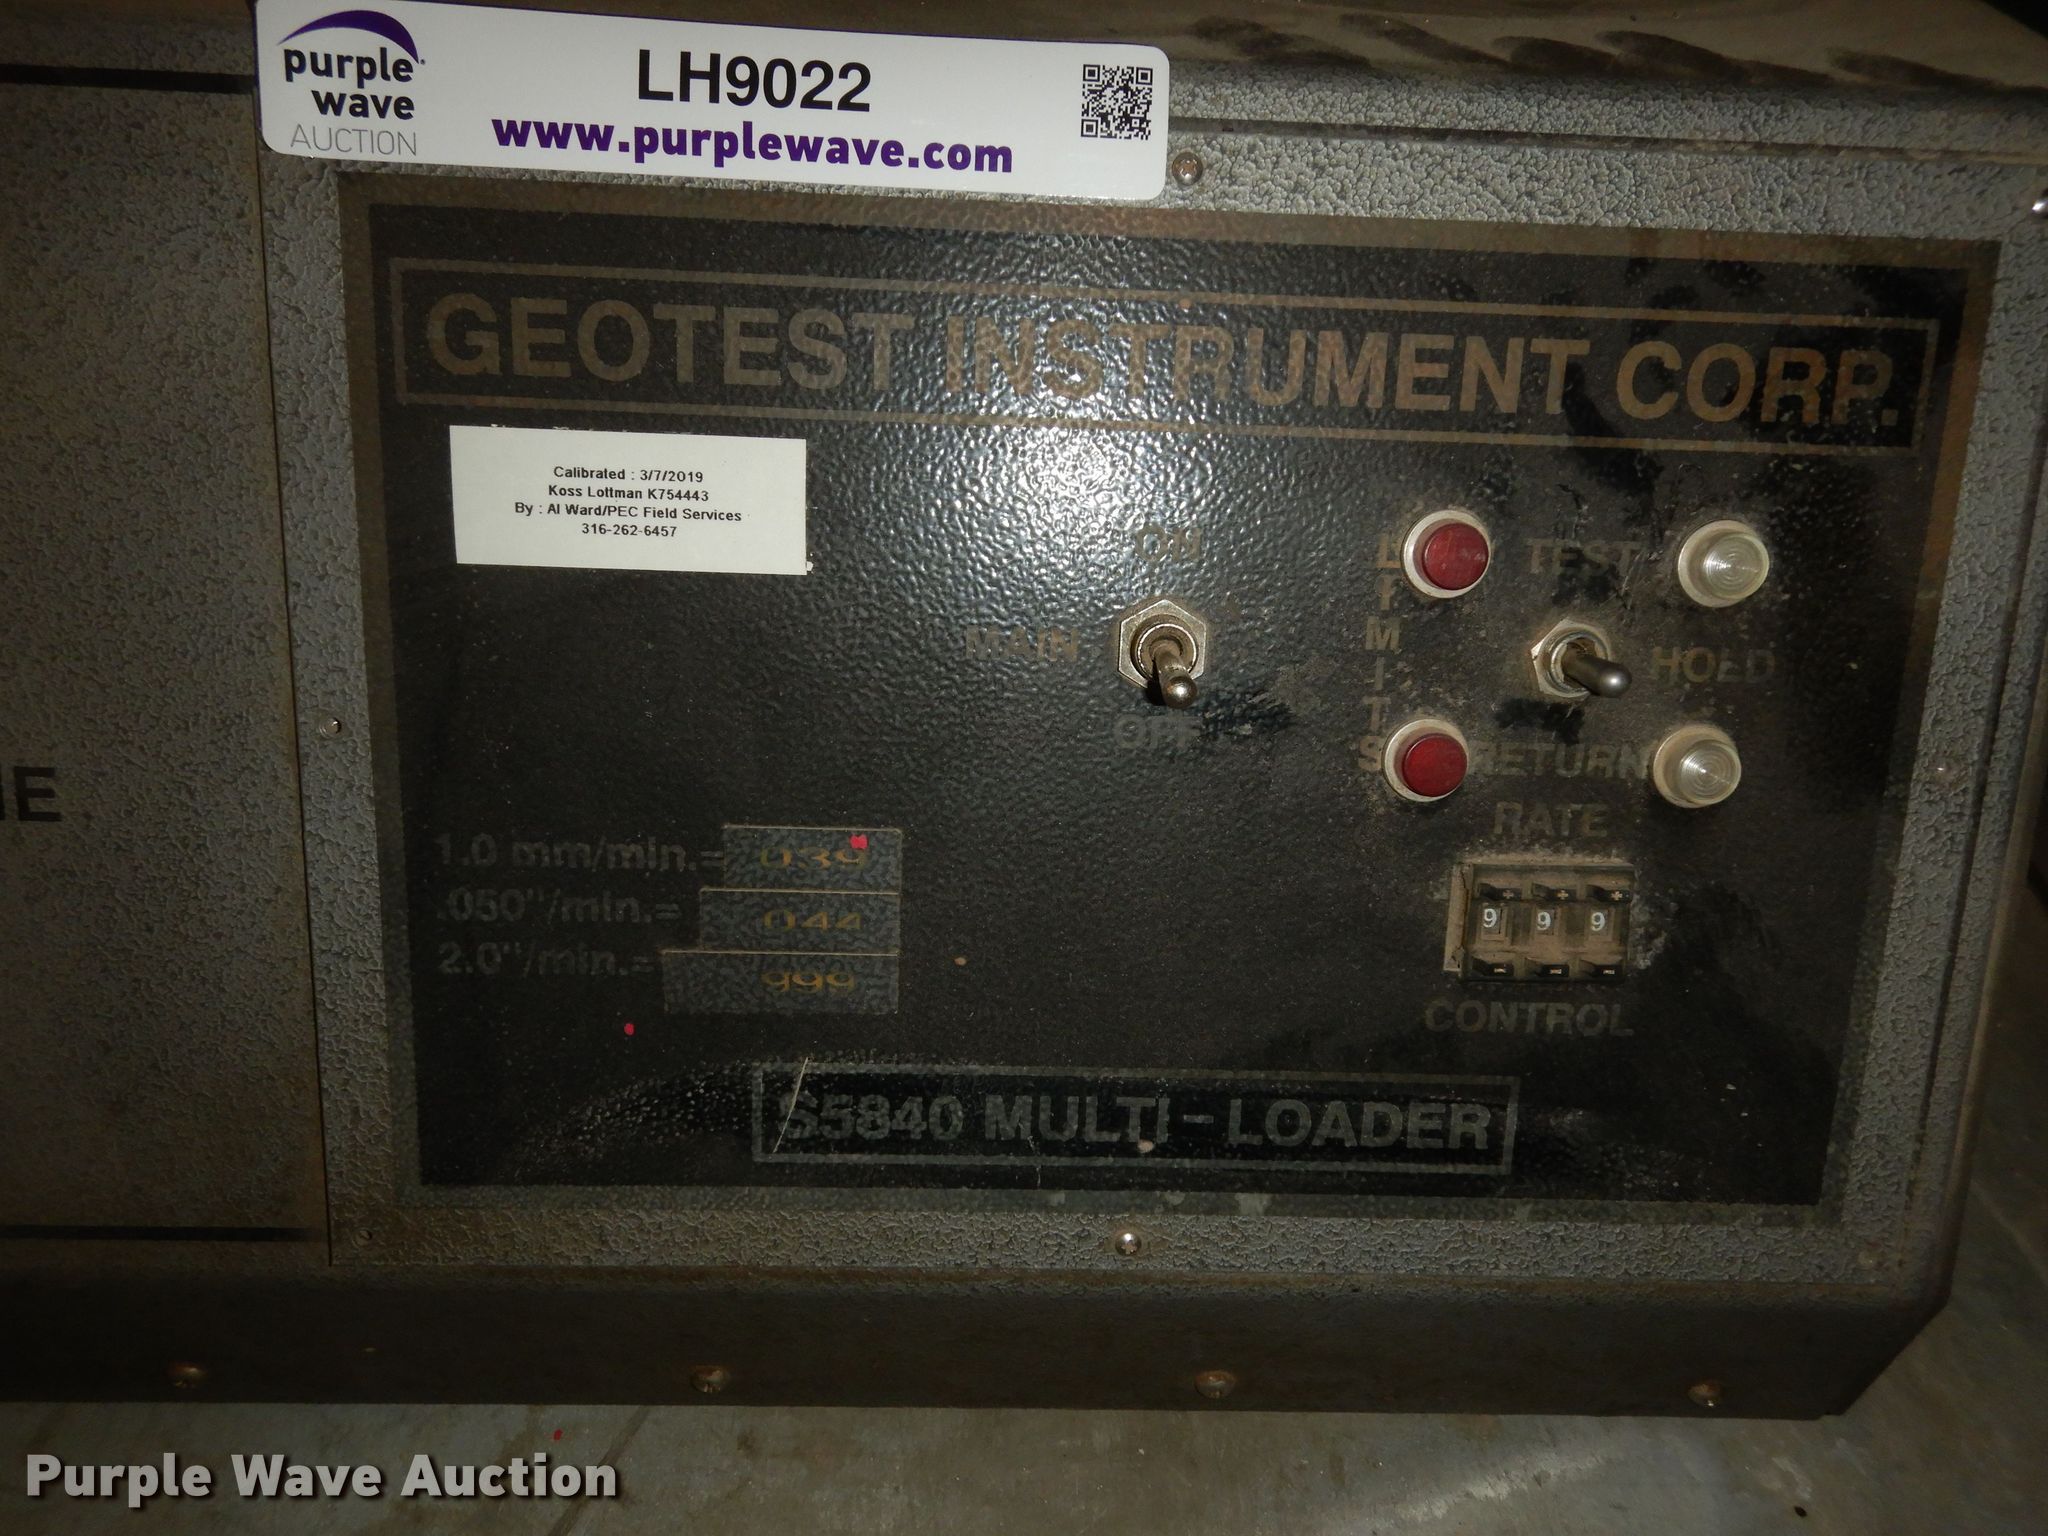 purple
wave
AUCTION
LH9022
www.purplewave.com
GEOTEST INSTRUMENT CORP.
Calibrated : 3/7/2019
Koss Lottman K754443
By : Al Ward/PEC Field Services
316-262-6457
ON
MAIN
OFF
LIMITS
TEST
HOLD
RETURN
RATE
9 9 9
CONTROL
1.0 mm/min.= 039
.050"/min.= 044
2.0"/min.= 999
S5840 MULTI-LOADER
Purple Wave Auction